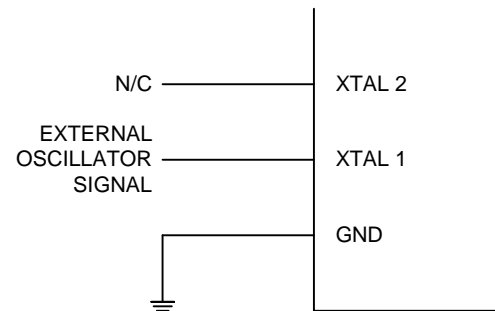 N/C
XTAL 2
EXTERNAL
OSCILLATOR
SIGNAL
XTAL 1
GND